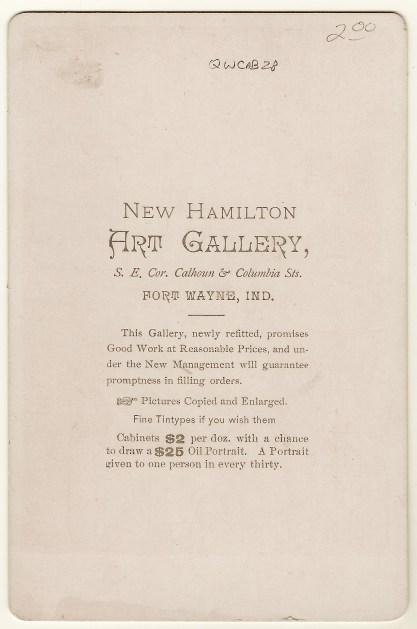 2 00
QWCAB28
NEW HAMILTON
ART GALLERY,
S. E. Cor. Calhoun & Columbia Sts.
FORT WAYNE, IND.
This Gallery, newly refitted, promises
Good Work at Reasonable Prices, and un-
der the New Management will guarantee
promptness in filling orders.
☞ Pictures Copied and Enlarged.
Fine Tintypes if you wish them
Cabinets $2 per doz. with a chance
to draw a $25 Oil Portrait. A Portrait
given to one person in every thirty.